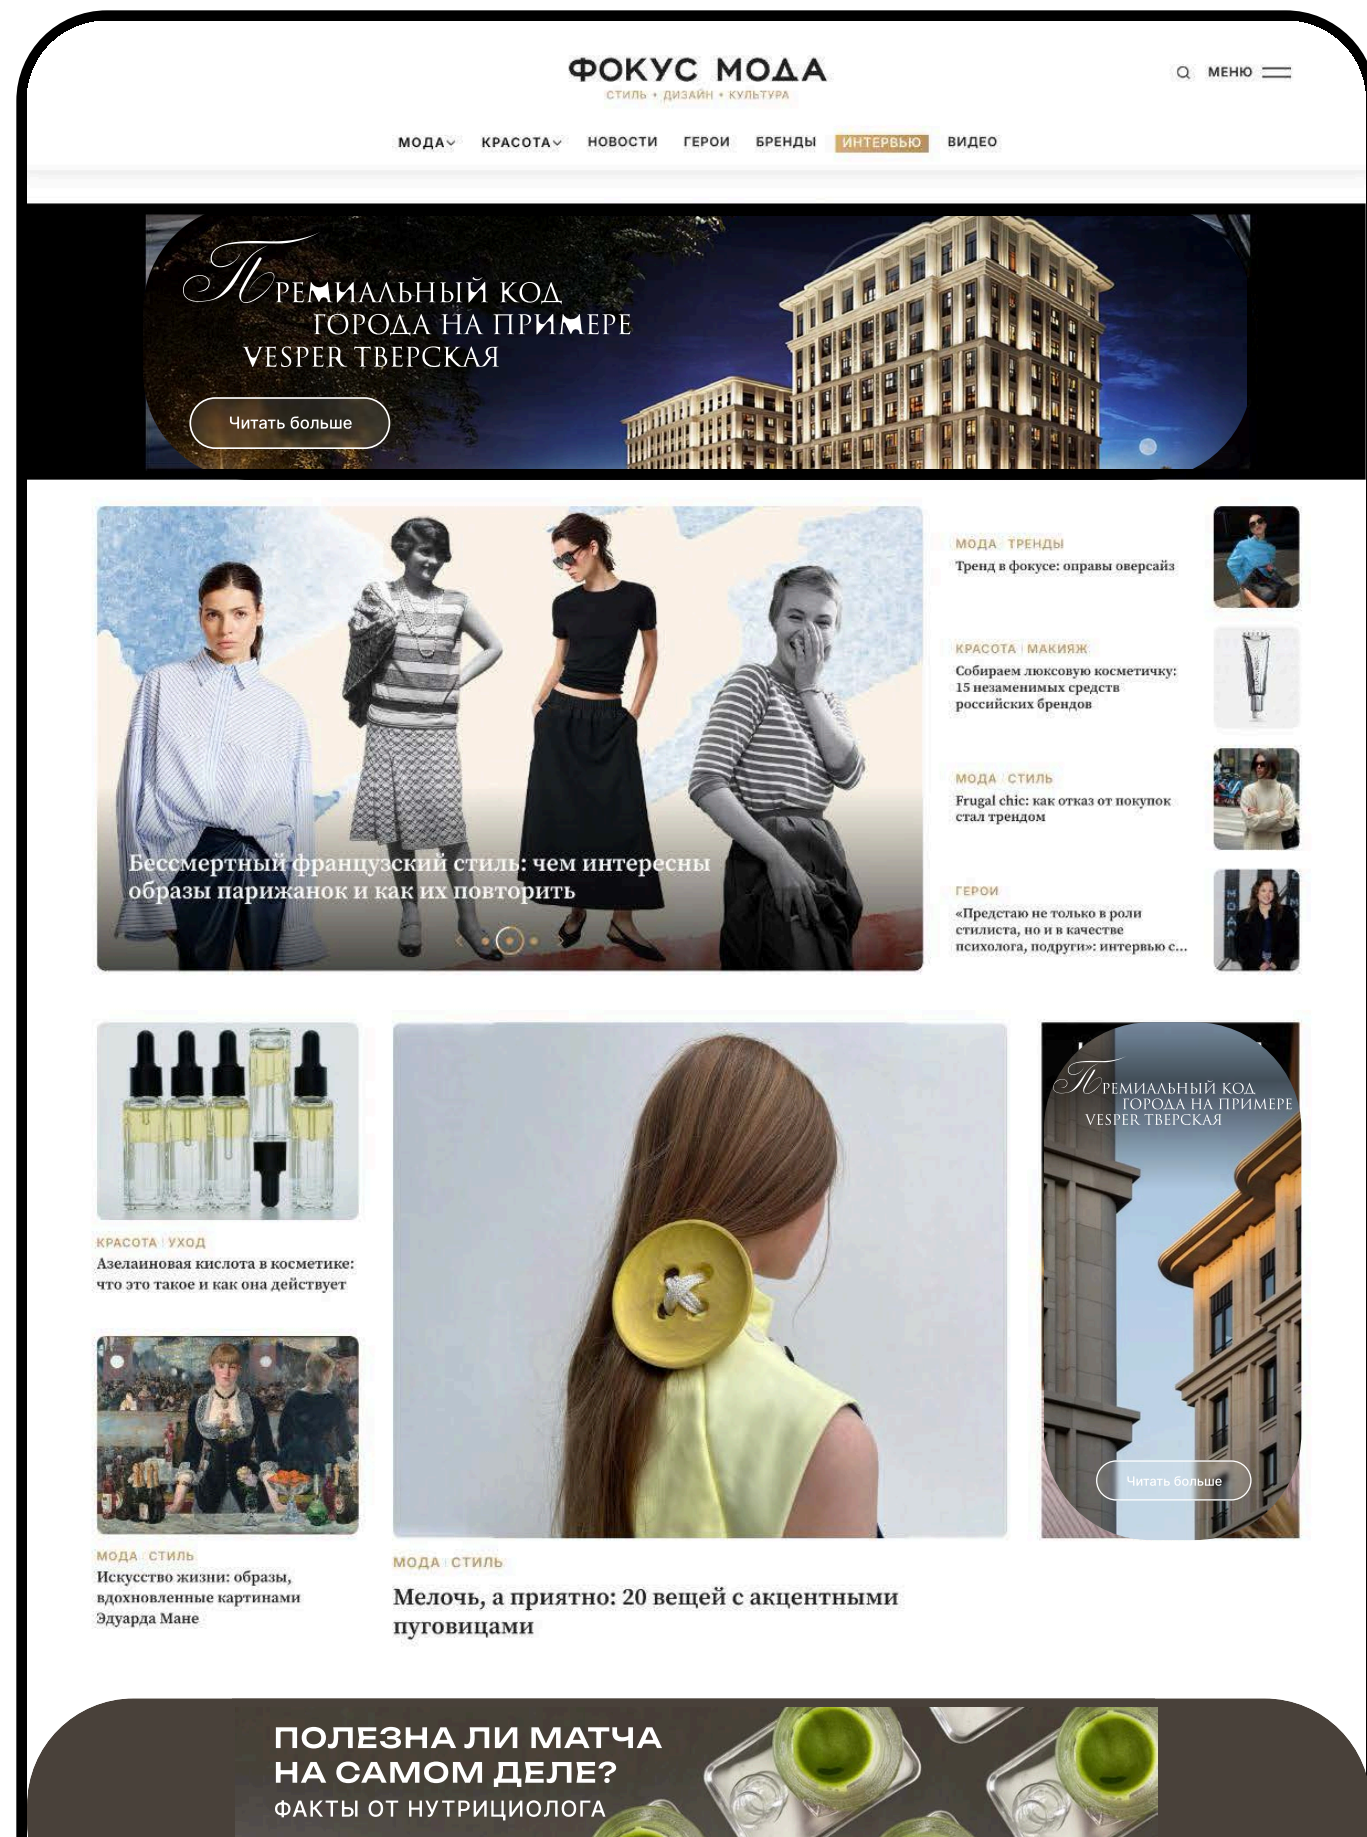 ФОКУС МОДА
СТИЛЬ • ДИЗАЙН • КУЛЬТУРА
МЕНЮ
МОДА КРАСОТА НОВОСТИ ГЕРОИ БРЕНДЫ ИНТЕРВЬЮ ВИДЕО
ПРЕМИАЛЬНЫЙ КОД
ГОРОДА НА ПРИМЕРЕ
VESPER ТВЕРСКАЯ
Читать больше
Бессмертный французский стиль: чем интересны
образы парижанок и как их повторить
МОДА | ТРЕНДЫ
Тренд в фокусе: оправы оверсайз
КРАСОТА | МАКИЯЖ
Собираем люксовую косметичку:
15 незаменимых средств
российских брендов
МОДА | СТИЛЬ
Frugal chic: как отказ от покупок
стал трендом
ГЕРОИ
«Предстаю не только в роли
стилиста, но и в качестве
психолога, подруги»: интервью с...
КРАСОТА | УХОД
Азелаиновая кислота в косметике:
что это такое и как она действует
МОДА | СТИЛЬ
Искусство жизни: образы,
вдохновленные картинами
Эдуарда Мане
МОДА | СТИЛЬ
Мелочь, а приятно: 20 вещей с акцентными
пуговицами
ПРЕМИАЛЬНЫЙ КОД
ГОРОДА НА ПРИМЕРЕ
VESPER ТВЕРСКАЯ
Читать больше
ПОЛЕЗНА ЛИ МАТЧА
НА САМОМ ДЕЛЕ?
ФАКТЫ ОТ НУТРИЦИОЛОГА